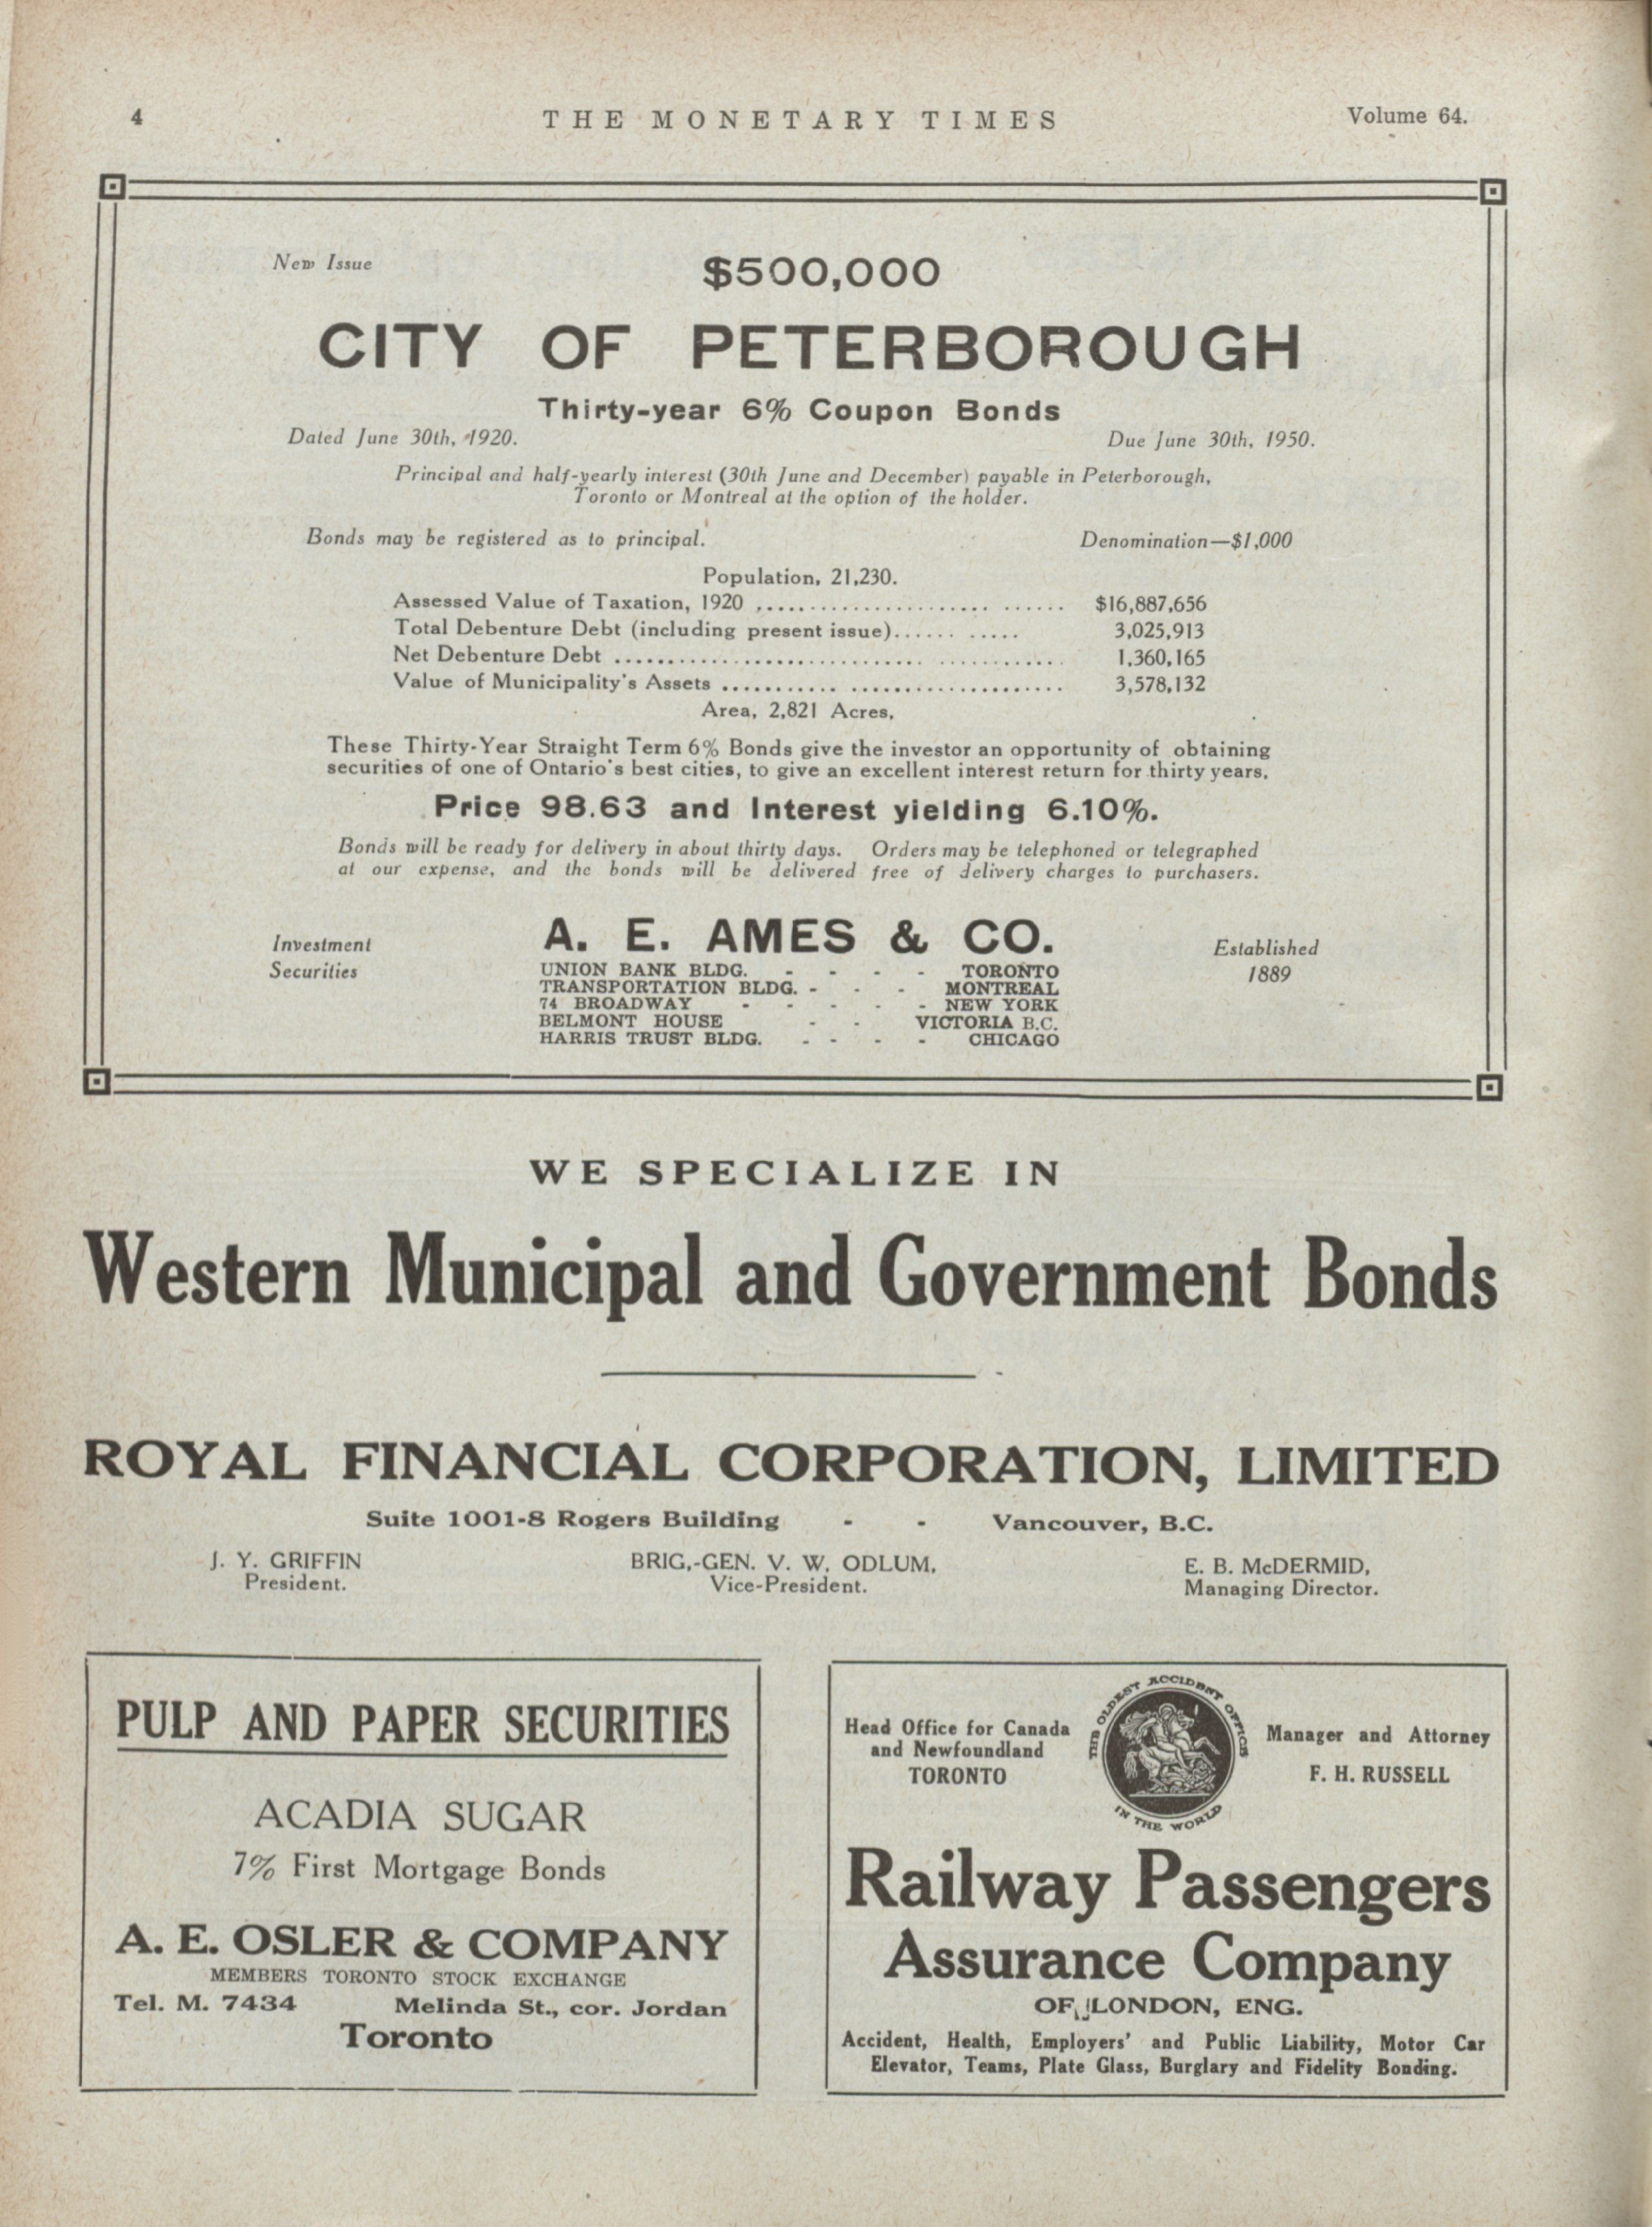 4
THE MONETARY TIMES
Volume 64.
New Issue
$500,000
CITY OF PETERBOROUGH
Thirty-year 6% Coupon Bonds
Dated June 30th, 1920.
Due June 30th, 1950.
Principal and half-yearly interest (30th June and December) payable in Peterborough,
Toronto or Montreal at the option of the holder.
Bonds may be registered as to principal.
Denomination—$1,000
Population, 21,230.
Assessed Value of Taxation, 1920 ................................ $16,887,656
Total Debenture Debt (including present issue)........... 3,025,913
Net Debenture Debt .......................................... 1,360,165
Value of Municipality's Assets ................................ 3,578,132
Area, 2,821 Acres,
These Thirty-Year Straight Term 6% Bonds give the investor an opportunity of obtaining
securities of one of Ontario's best cities, to give an excellent interest return for thirty years.
Price 98.63 and Interest yielding 6.10%.
Bonds will be ready for delivery in about thirty days. Orders may be telephoned or telegraphed
at our expense, and the bonds will be delivered free of delivery charges to purchasers.
Investment
Securities
A. E. AMES & CO.
UNION BANK BLDG. - - - - TORONTO
TRANSPORTATION BLDG. - - - MONTREAL
74 BROADWAY - - - - - NEW YORK
BELMONT HOUSE - - VICTORIA B.C.
HARRIS TRUST BLDG. - - - - CHICAGO
Established
1889
WE SPECIALIZE IN
Western Municipal and Government Bonds
ROYAL FINANCIAL CORPORATION, LIMITED
Suite 1001-8 Rogers Building - - Vancouver, B.C.
J. Y. GRIFFIN
President.
BRIG,-GEN. V. W. ODLUM,
Vice-President.
E. B. McDERMID,
Managing Director.
PULP AND PAPER SECURITIES
ACADIA SUGAR
7% First Mortgage Bonds
A. E. OSLER & COMPANY
MEMBERS TORONTO STOCK EXCHANGE
Tel. M. 7434 Melinda St., cor. Jordan
Toronto
Head Office for Canada
and Newfoundland
TORONTO
THE OLDEST ACCIDENT OFFICE
IN THE WORLD
Manager and Attorney
F. H. RUSSELL
Railway Passengers
Assurance Company
OF LONDON, ENG.
Accident, Health, Employers' and Public Liability, Motor Car
Elevator, Teams, Plate Glass, Burglary and Fidelity Bonding.